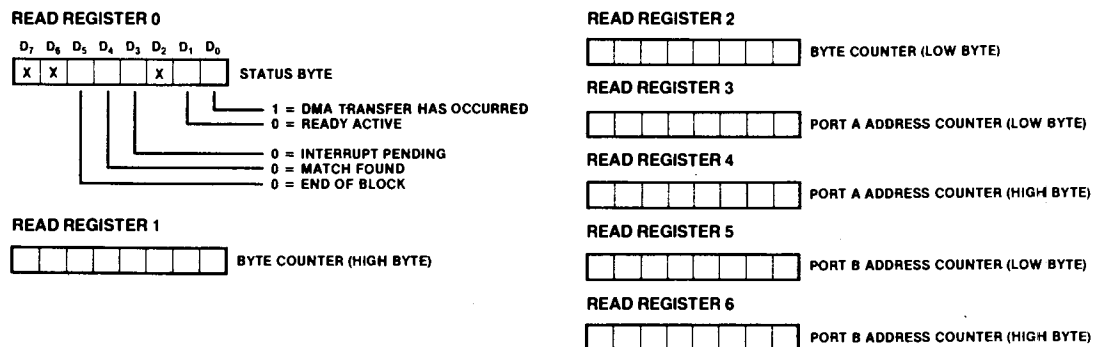 READ REGISTER 0
D7 D6 D5 D4 D3 D2 D1 D0
X X X STATUS BYTE
1 = DMA TRANSFER HAS OCCURRED
0 = READY ACTIVE
0 = INTERRUPT PENDING
0 = MATCH FOUND
0 = END OF BLOCK
READ REGISTER 1
BYTE COUNTER (HIGH BYTE)
READ REGISTER 2
BYTE COUNTER (LOW BYTE)
READ REGISTER 3
PORT A ADDRESS COUNTER (LOW BYTE)
READ REGISTER 4
PORT A ADDRESS COUNTER (HIGH BYTE)
READ REGISTER 5
PORT B ADDRESS COUNTER (LOW BYTE)
READ REGISTER 6
PORT B ADDRESS COUNTER (HIGH BYTE)